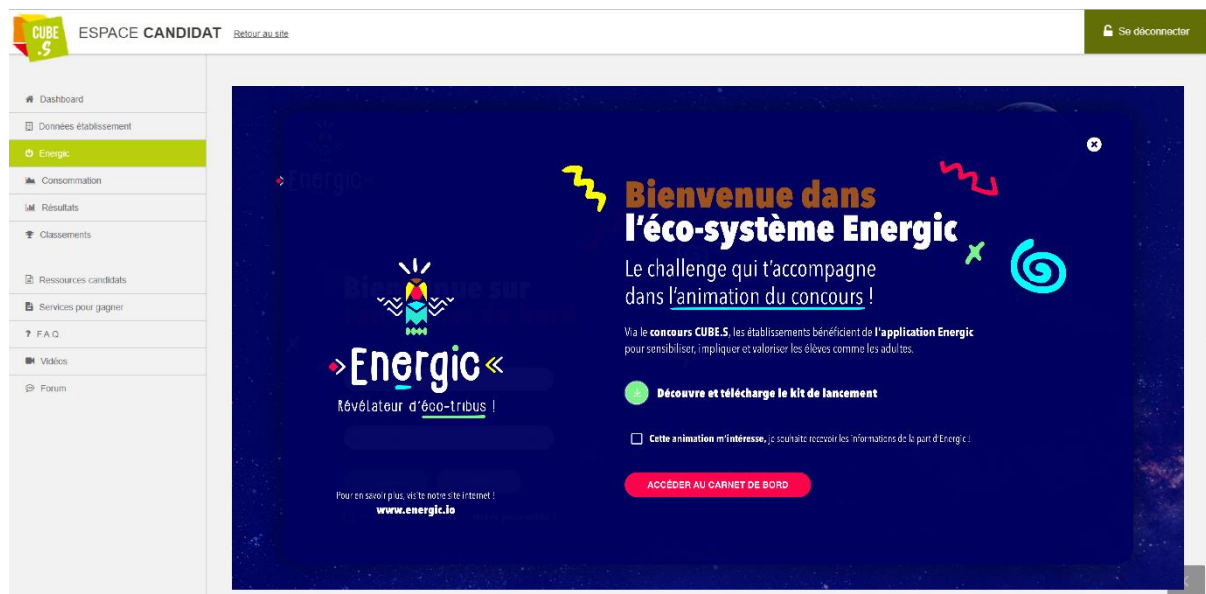 CUBE
.S
ESPACE CANDIDAT
Retour au site
Se déconnecter
Dashboard
Données établissement
Energic
Consommation
Résultats
Classements
Ressources candidats
Services pour gagner
F.A.Q.
Vidéos
Forum
Energic
Révélateur d'éco-tribus !
Pour en savoir plus, visite notre site internet !
www.energic.io
Bienvenue dans
l'éco-système Energic
Le challenge qui t'accompagne
dans l'animation du concours !
Via le concours CUBE.S, les établissements bénéficient de l'application Energic
pour sensibiliser, impliquer et valoriser les élèves comme les adultes.
Découvre et télécharge le kit de lancement
Cette animation m'intéresse, je souhaite recevoir les informations de la part d'Energic !
ACCÉDER AU CARNET DE BORD